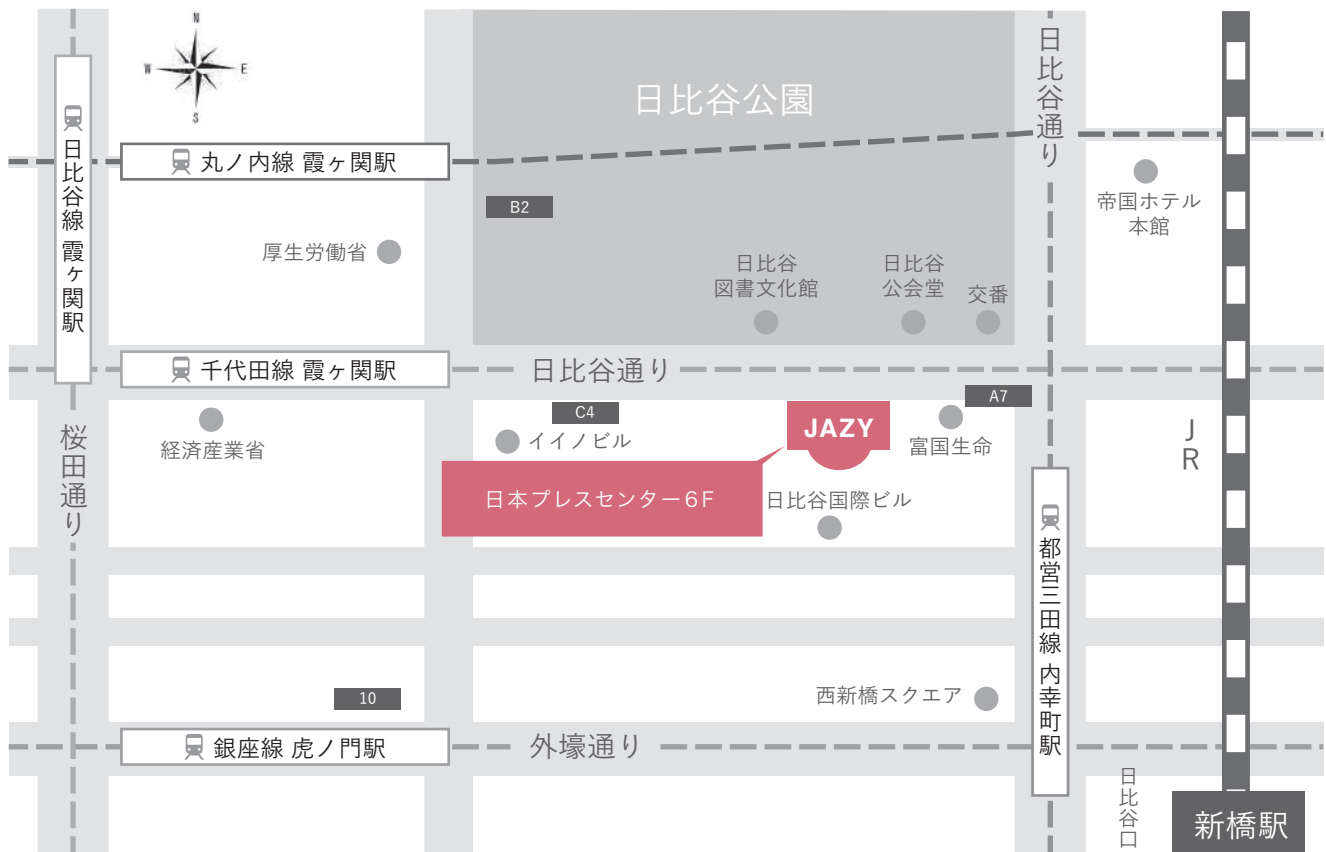 N
W
E
S
日比谷公園
日比谷通り
日比谷線 霞ヶ関駅
丸ノ内線 霞ヶ関駅
B2
帝国ホテル
本館
厚生労働省
日比谷
図書文化館
日比谷
公会堂
交番
千代田線 霞ヶ関駅
日比谷通り
A7
C4
JAZY
経済産業省
イイノビル
富国生命
桜田通り
JR
日本プレスセンター6F
日比谷国際ビル
都営三田線 内幸町駅
10
西新橋スクエア
銀座線 虎ノ門駅
外壕通り
日比谷口
新橋駅